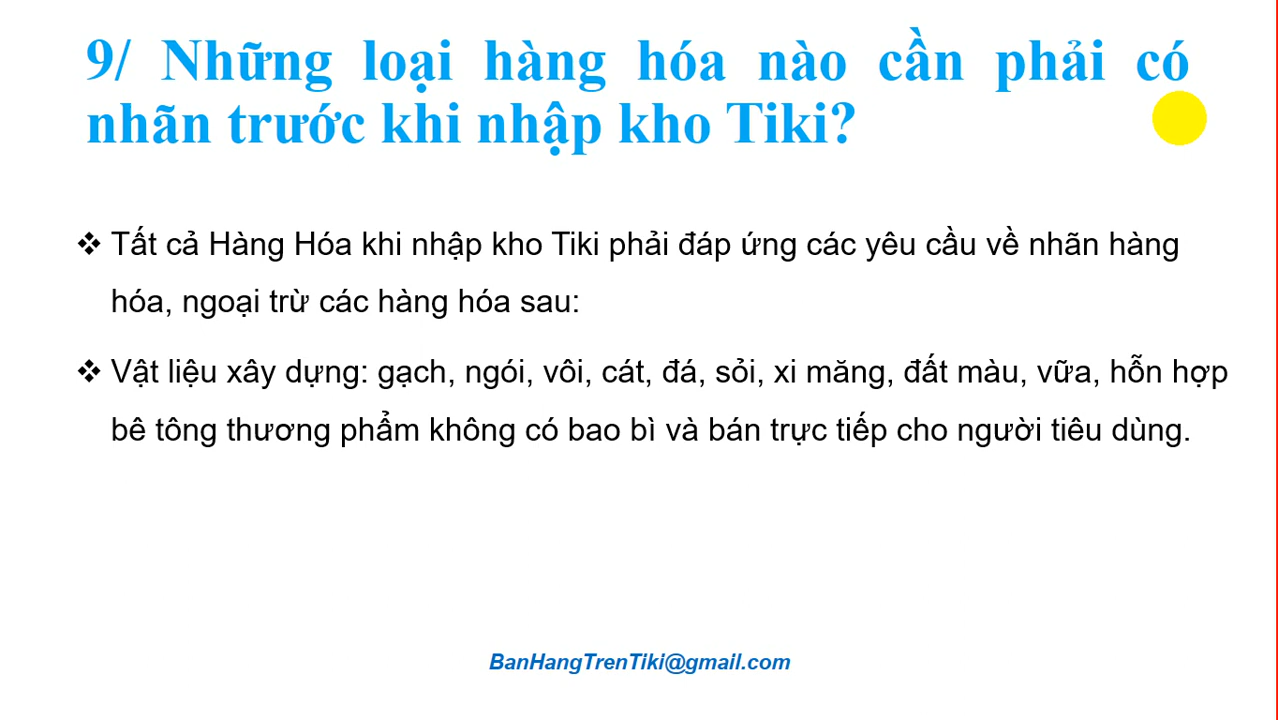 9/ Những loại hàng hóa nào cần phải có
nhãn trước khi nhập kho Tiki?
❖ Tất cả Hàng Hóa khi nhập kho Tiki phải đáp ứng các yêu cầu về nhãn hàng
hóa, ngoại trừ các hàng hóa sau:
❖ Vật liệu xây dựng: gạch, ngói, vôi, cát, đá, sỏi, xi măng, đất màu, vữa, hỗn hợp
bê tông thương phẩm không có bao bì và bán trực tiếp cho người tiêu dùng.
BanHangTrenTiki@gmail.com